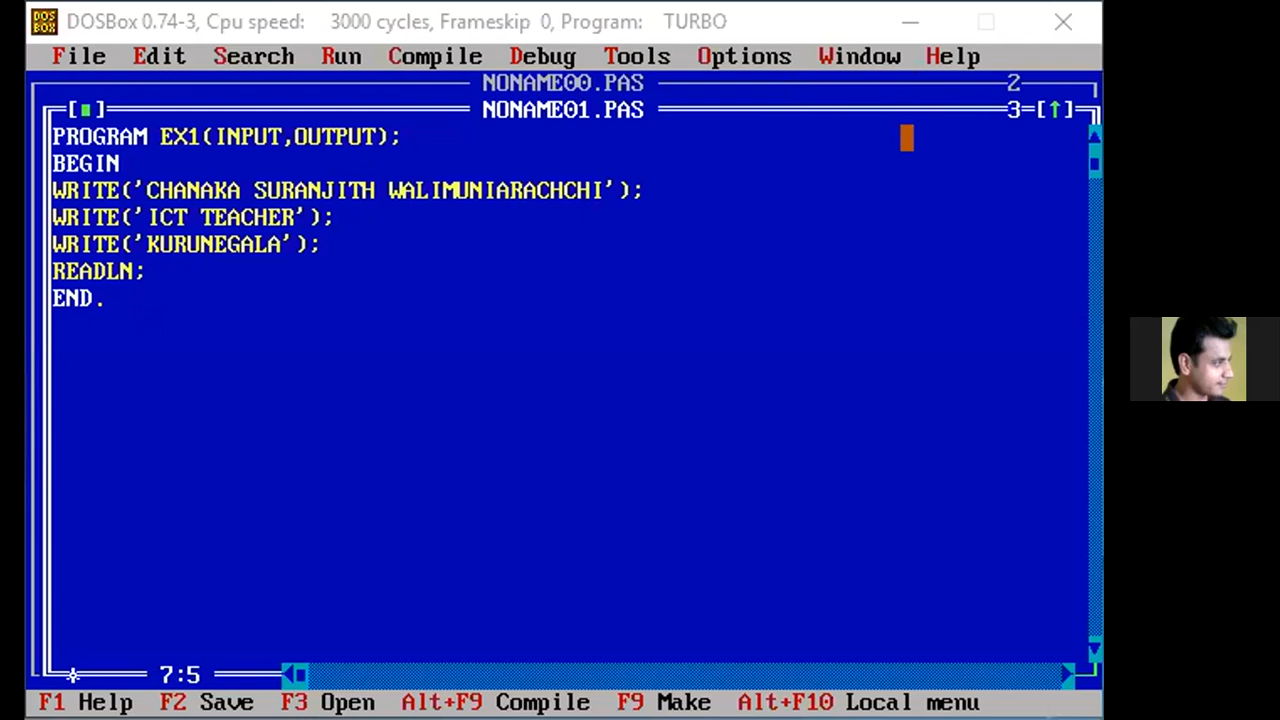 DOSBox 0.74-3, Cpu speed: 3000 cycles, Frameskip 0, Program: TURBO
File Edit Search Run Compile Debug Tools Options Window Help
NONAME00.PAS 2
[■] NONAME01.PAS 3=[↑]
PROGRAM EX1(INPUT,OUTPUT);
BEGIN
WRITE('CHANAKA SURANJITH WALIMUNIARACHCHI');
WRITE('ICT TEACHER');
WRITE('KURUNEGALA');
READLN;
END.
7:5
F1 Help F2 Save F3 Open Alt+F9 Compile F9 Make Alt+F10 Local menu